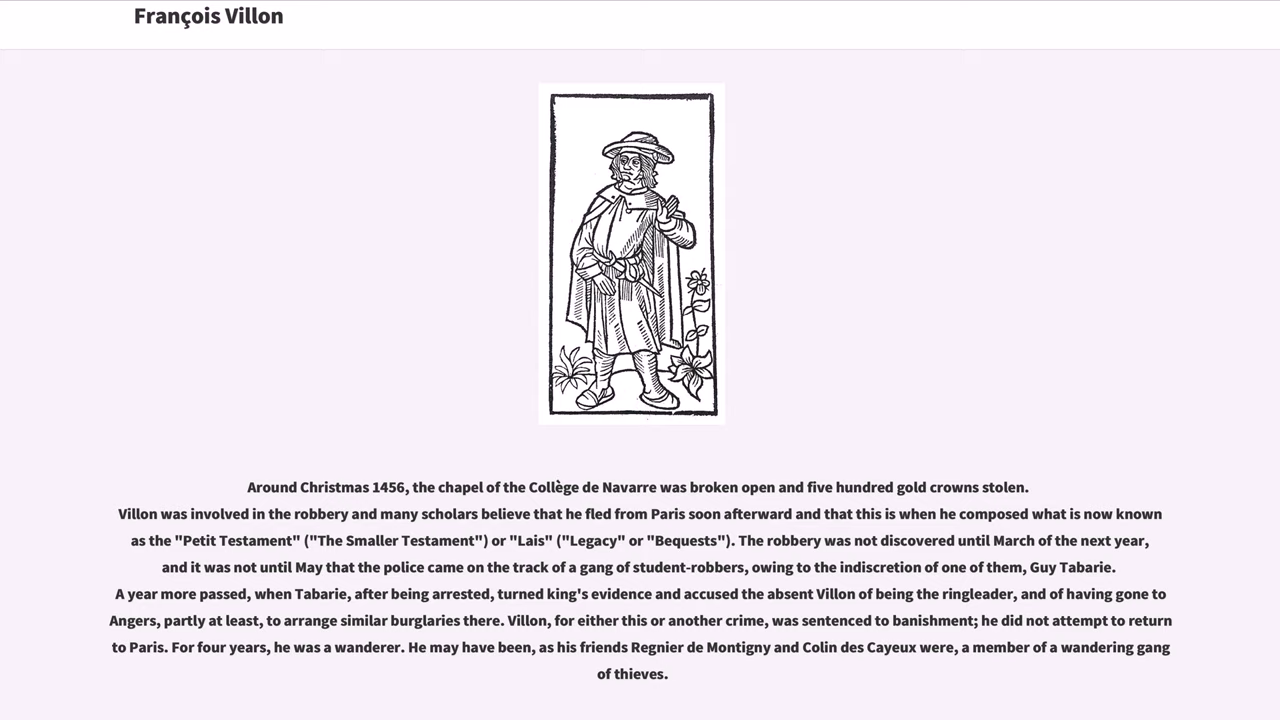 François Villon
Around Christmas 1456, the chapel of the Collège de Navarre was broken open and five hundred gold crowns stolen.
Villon was involved in the robbery and many scholars believe that he fled from Paris soon afterward and that this is when he composed what is now known
as the "Petit Testament" ("The Smaller Testament") or "Lais" ("Legacy" or "Bequests"). The robbery was not discovered until March of the next year,
and it was not until May that the police came on the track of a gang of student-robbers, owing to the indiscretion of one of them, Guy Tabarie.
A year more passed, when Tabarie, after being arrested, turned king's evidence and accused the absent Villon of being the ringleader, and of having gone to
Angers, partly at least, to arrange similar burglaries there. Villon, for either this or another crime, was sentenced to banishment; he did not attempt to return
to Paris. For four years, he was a wanderer. He may have been, as his friends Regnier de Montigny and Colin des Cayeux were, a member of a wandering gang
of thieves.